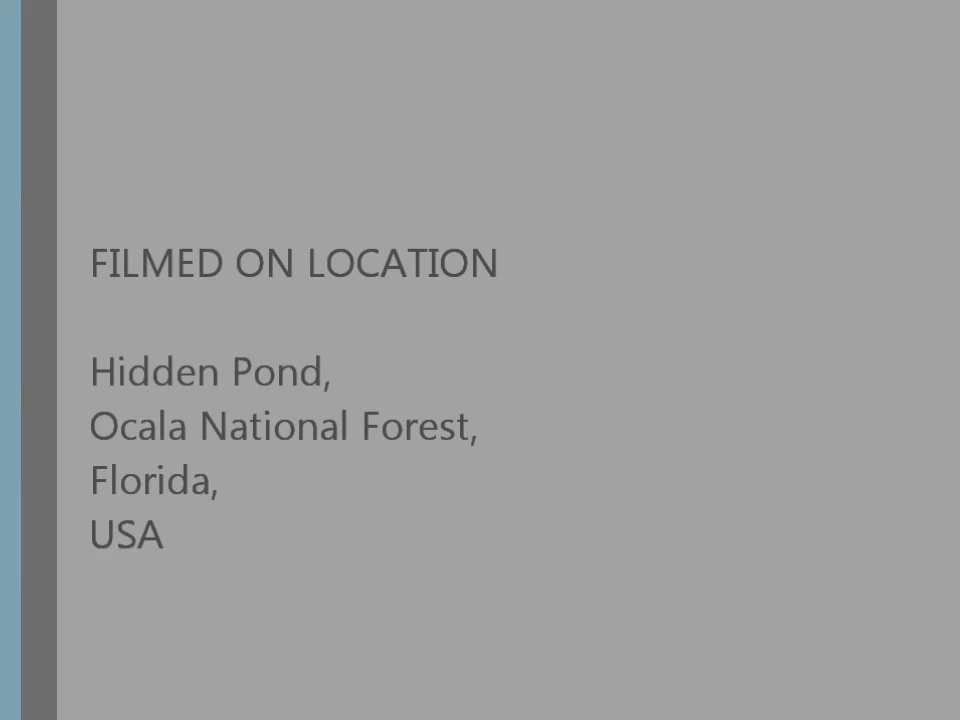 FILMED ON LOCATION
Hidden Pond,
Ocala National Forest,
Florida,
USA